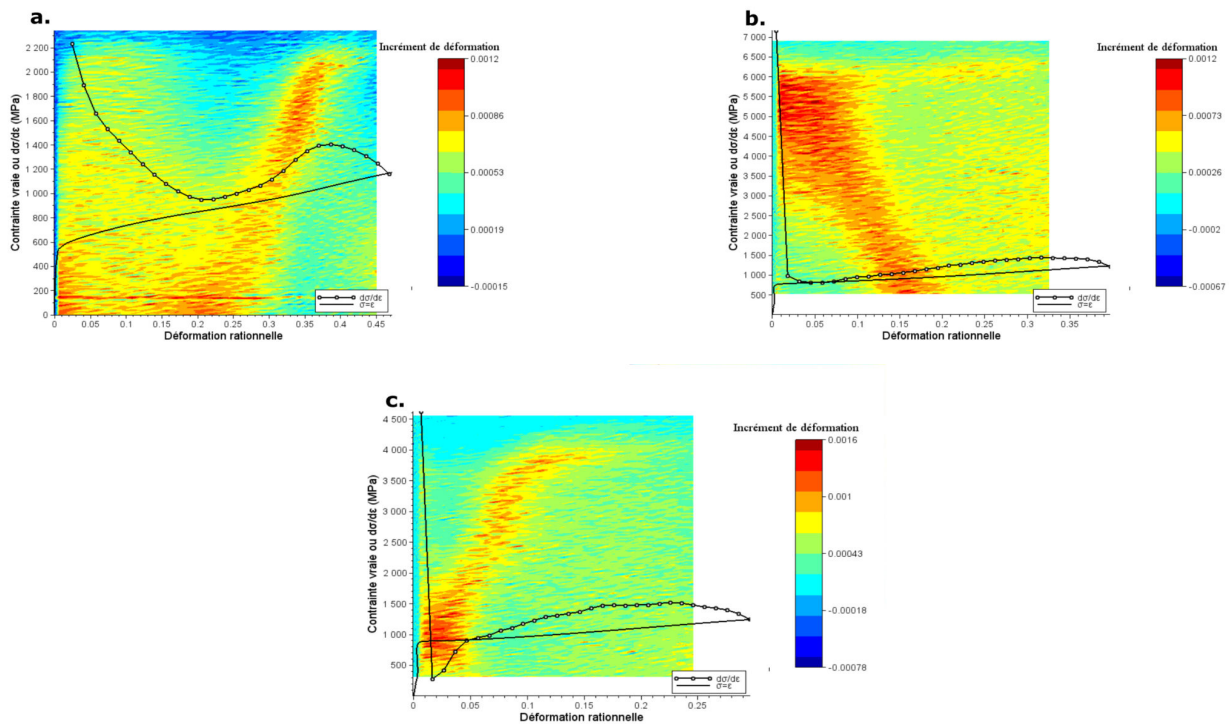 a.
Incrément de déformation
Contrainte vraie ou dσ/dε (MPa)
2 200
2 000
1 800
1 600
1 400
1 200
1 000
800
600
400
200
0
0 0.05 0.1 0.15 0.2 0.25 0.3 0.35 0.4 0.45
Déformation rationnelle
dσ/dε
σ=ε
0.0012
0.00086
0.00053
0.00019
-0.00015
b.
Incrément de déformation
Contrainte vraie ou dσ/dε (MPa)
7 000
6 500
6 000
5 500
5 000
4 500
4 000
3 500
3 000
2 500
2 000
1 500
1 000
500
0 0.05 0.1 0.15 0.2 0.25 0.3 0.35
Déformation rationnelle
dσ/dε
σ=ε
0.0012
0.00073
0.00026
-0.0002
-0.00067
c.
Incrément de déformation
Contrainte vraie ou dσ/dε (MPa)
4 500
4 000
3 500
3 000
2 500
2 000
1 500
1 000
500
0 0.05 0.1 0.15 0.2 0.25
Déformation rationnelle
dσ/dε
σ=ε
0.0016
0.001
0.00043
-0.00018
-0.00078